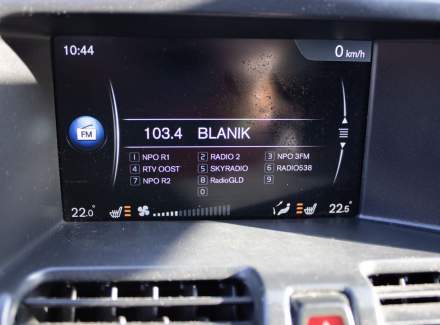 10:44 0 km/h
FM
103.4 BLANIK
1 NPO R1 2 RADIO 2 3 NPO 3FM
4 RTV OOST 5 SKYRADIO 6 RADIO538
7 NPO R2 8 RadioGLD 9
0
22.0 22.5